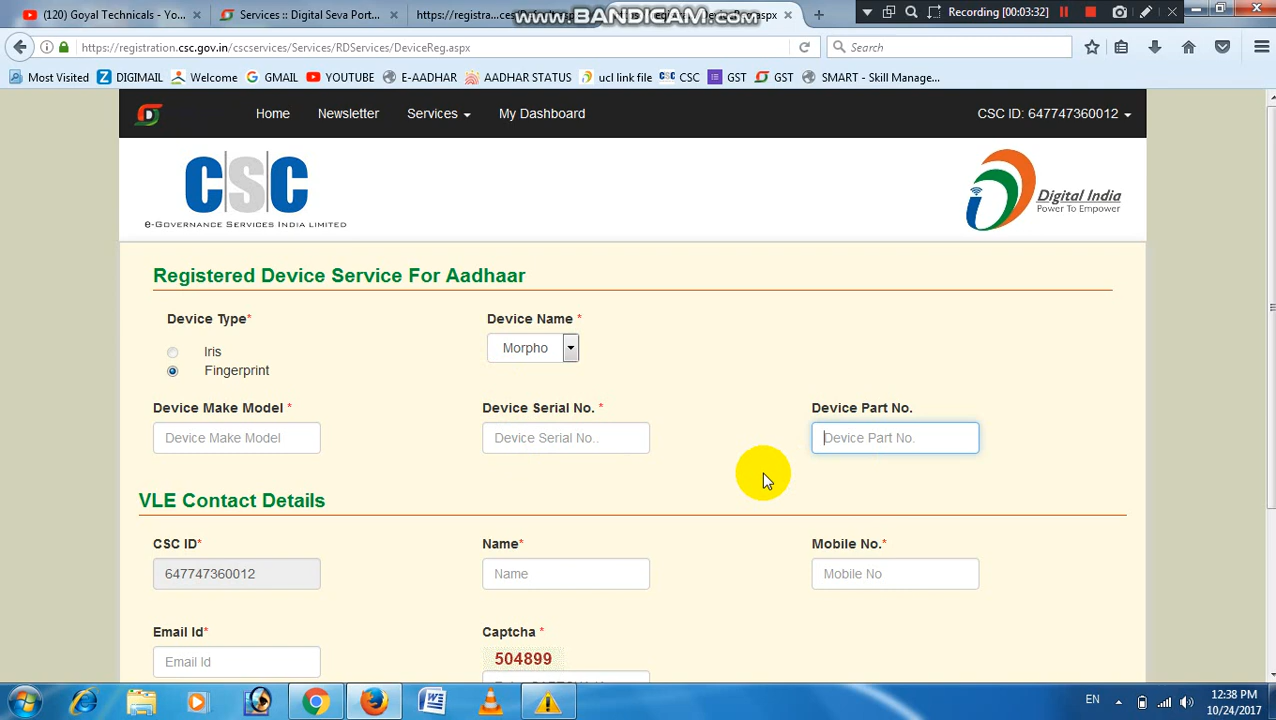 (120) Goyal Technicals - Yo...
Services :: Digital Seva Port...
https://registra...
www.BANDICAM.com
Recording [00:03:32]
https://registration.csc.gov.in/cscservices/Services/RDServices/DeviceReg.aspx
Search
Most Visited
DIGIMAIL
Welcome
GMAIL
YOUTUBE
E-AADHAR
AADHAR STATUS
ucl link file
CSC
GST
GST
SMART - Skill Manage...
Home
Newsletter
Services
My Dashboard
CSC ID: 647747360012
CSC
e-GOVERNANCE SERVICES INDIA LIMITED
Digital India
Power To Empower
Registered Device Service For Aadhaar
Device Type*
Device Name *
Iris
Fingerprint
Morpho
Device Make Model *
Device Serial No. *
Device Part No.
Device Make Model
Device Serial No..
Device Part No.
VLE Contact Details
CSC ID*
Name*
Mobile No.*
647747360012
Name
Mobile No
Email Id*
Captcha *
504899
Email Id
EN
12:38 PM
10/24/2017